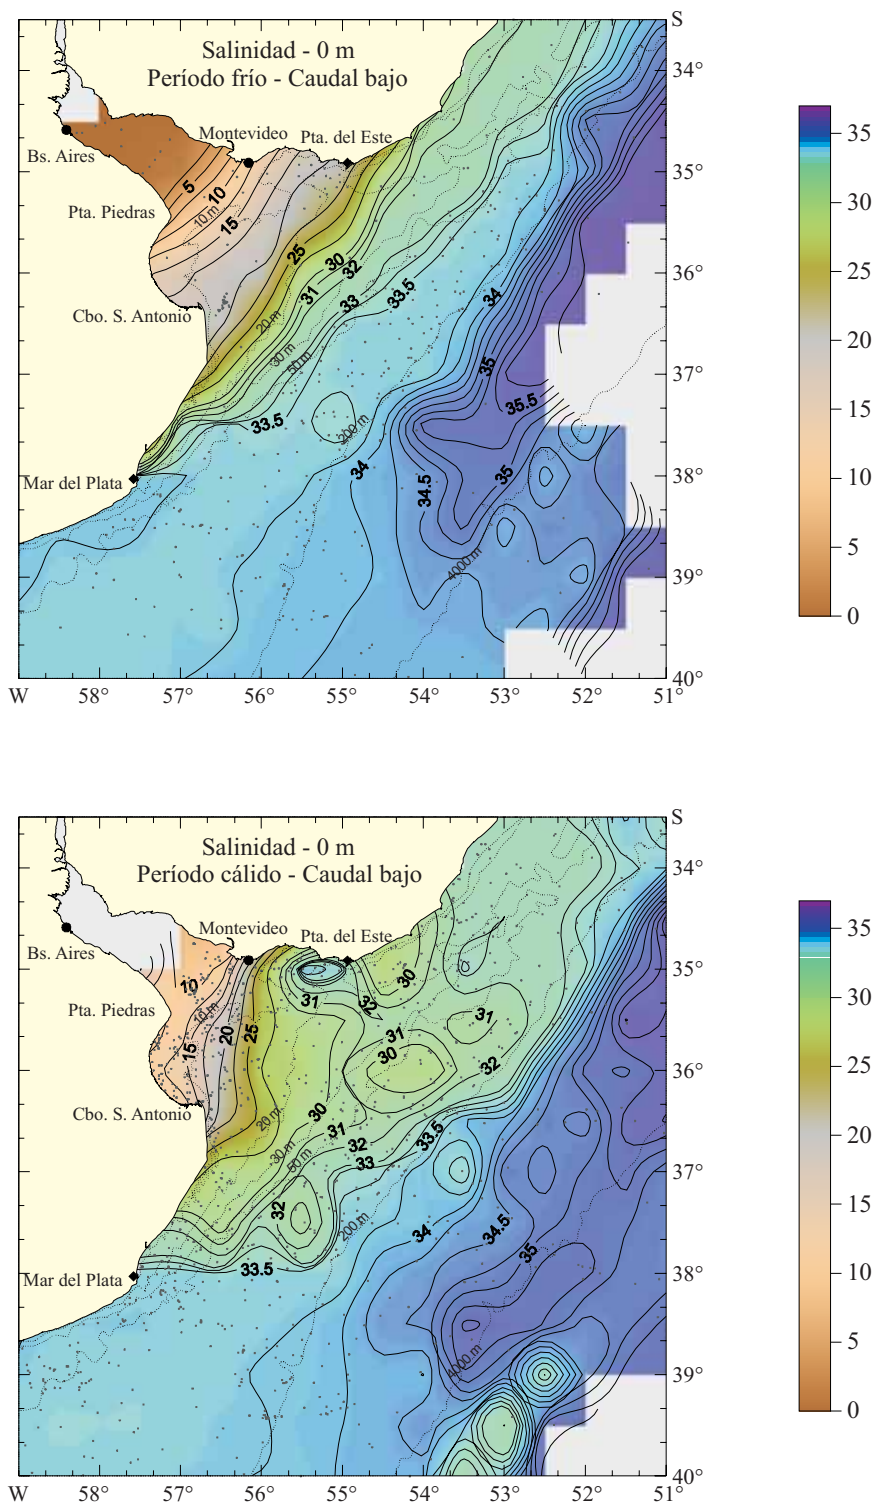 Salinidad - 0 m
Período frío - Caudal bajo
S
34°
35°
36°
37°
38°
39°
40°
Montevideo
Pta. del Este
Bs. Aires
Pta. Piedras
Cbo. S. Antonio
Mar del Plata
5
10
10 m
15
25
30
32
31
33
33.5
34
20 m
30 m
50 m
35
35.5
33.5
200 m
34
34.5
35
4000 m
W
58°
57°
56°
55°
54°
53°
52°
51°
35
30
25
20
15
10
5
0
Salinidad - 0 m
Período cálido - Caudal bajo
S
34°
35°
36°
37°
38°
39°
40°
Montevideo
Pta. del Este
Bs. Aires
Pta. Piedras
Cbo. S. Antonio
Mar del Plata
10
10 m
15
20
25
31
32
30
31
31
30
32
20 m
30
31
32
33
33.5
30 m
50 m
32
200 m
34
34.5
35
33.5
4000 m
W
58°
57°
56°
55°
54°
53°
52°
51°
35
30
25
20
15
10
5
0